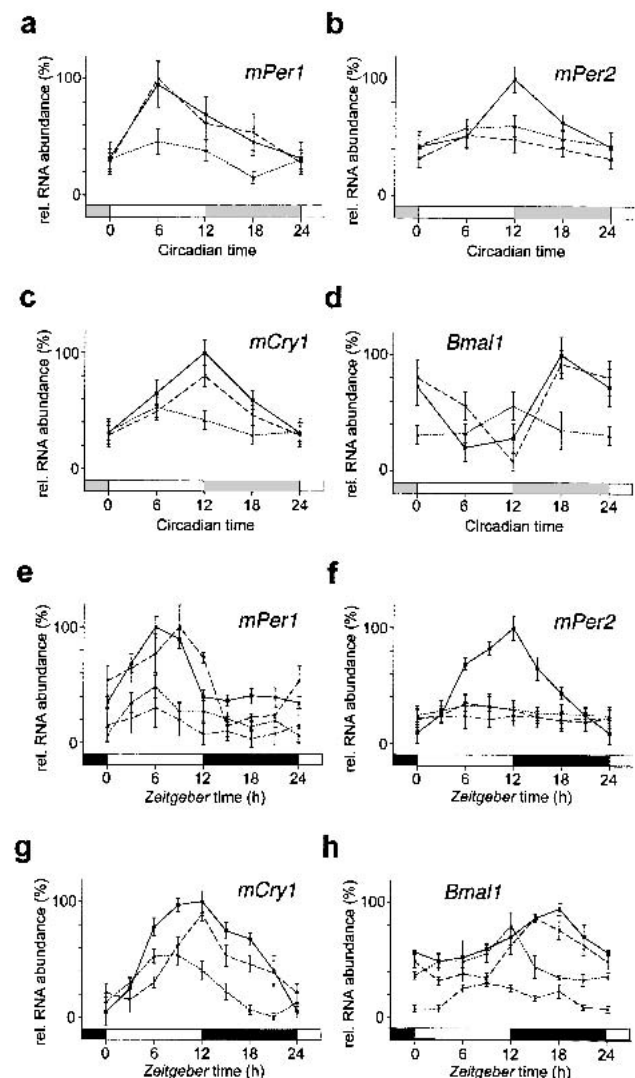 a
b
mPer1
mPer2
rel. RNA abundance (%)
100
0
rel. RNA abundance (%)
100
0
0 6 12 18 24
Circadian time
0 6 12 18 24
Circadian time
c
d
mCry1
Bmal1
rel. RNA abundance (%)
100
0
rel. RNA abundance (%)
100
0
0 6 12 18 24
Circadian time
0 6 12 18 24
Circadian time
e
f
mPer1
mPer2
rel. RNA abundance (%)
100
0
rel. RNA abundance (%)
100
0
0 6 12 18 24
Zeitgeber time (h)
0 6 12 18 24
Zeitgeber time (h)
g
h
mCry1
Bmal1
rel. RNA abundance (%)
100
0
rel. RNA abundance (%)
100
0
0 6 12 18 24
Zeitgeber time (h)
0 6 12 18 24
Zeitgeber time (h)